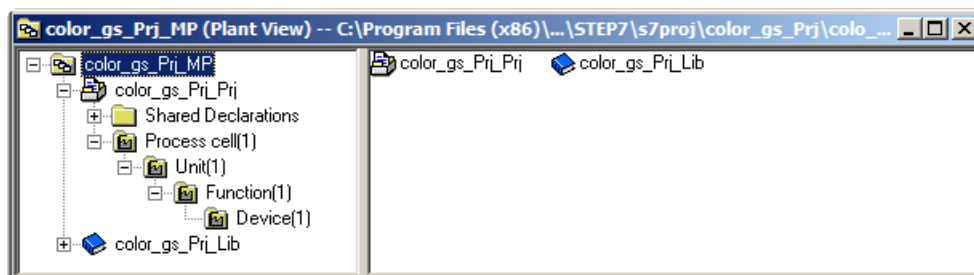 color_gs_Prj_MP (Plant View) -- C:\Program Files (x86)\...\STEP7\s7proj\color_gs_Prj\colo_...
color_gs_Prj_MP
color_gs_Prj_Prj
Shared Declarations
Process cell(1)
Unit(1)
Function(1)
Device(1)
color_gs_Prj_Lib
color_gs_Prj_Prj color_gs_Prj_Lib